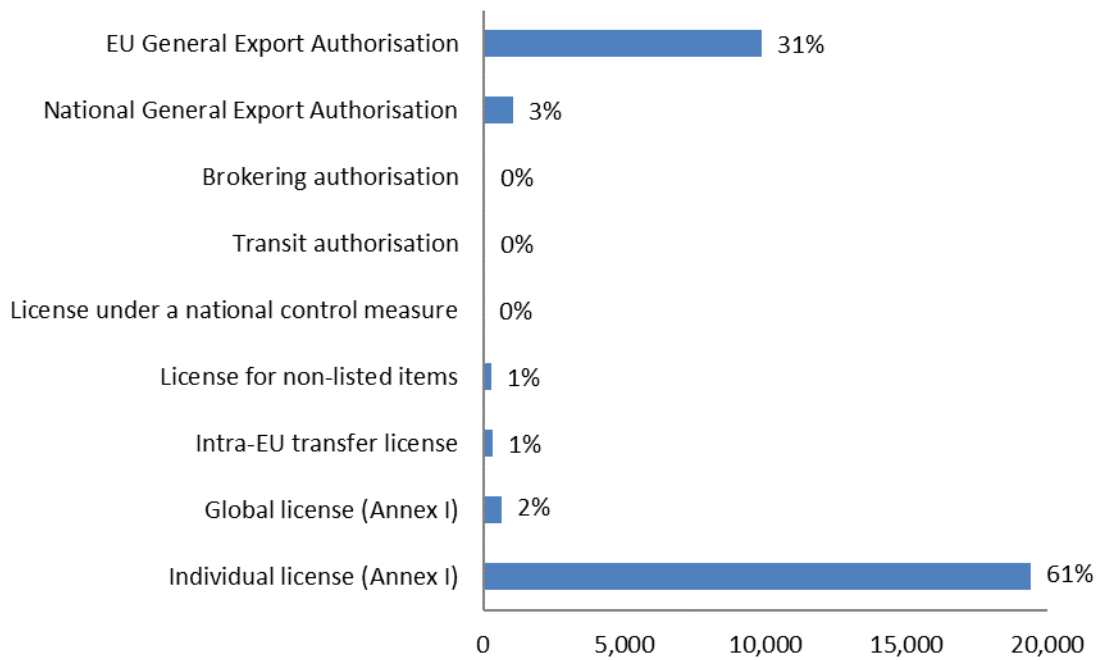 EU General Export Authorisation 31%
National General Export Authorisation 3%
Brokering authorisation 0%
Transit authorisation 0%
License under a national control measure 0%
License for non-listed items 1%
Intra-EU transfer license 1%
Global license (Annex I) 2%
Individual license (Annex I) 61%
0 5,000 10,000 15,000 20,000